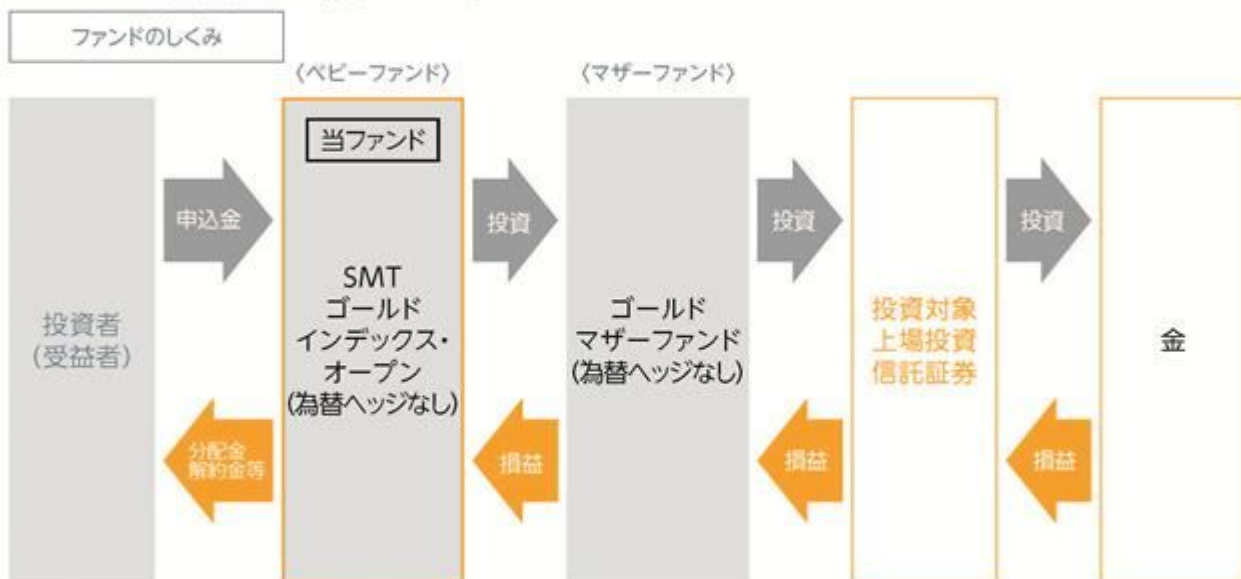 ファンドのしくみ
〈ベビーファンド〉
〈マザーファンド〉
投資者
(受益者)
申込金
分配金
解約金等
当ファンド
SMT
ゴールド
インデックス・
オープン
(為替ヘッジなし)
投資
損益
ゴールド
マザーファンド
(為替ヘッジなし)
投資
損益
投資対象
上場投資
信託証券
投資
損益
金